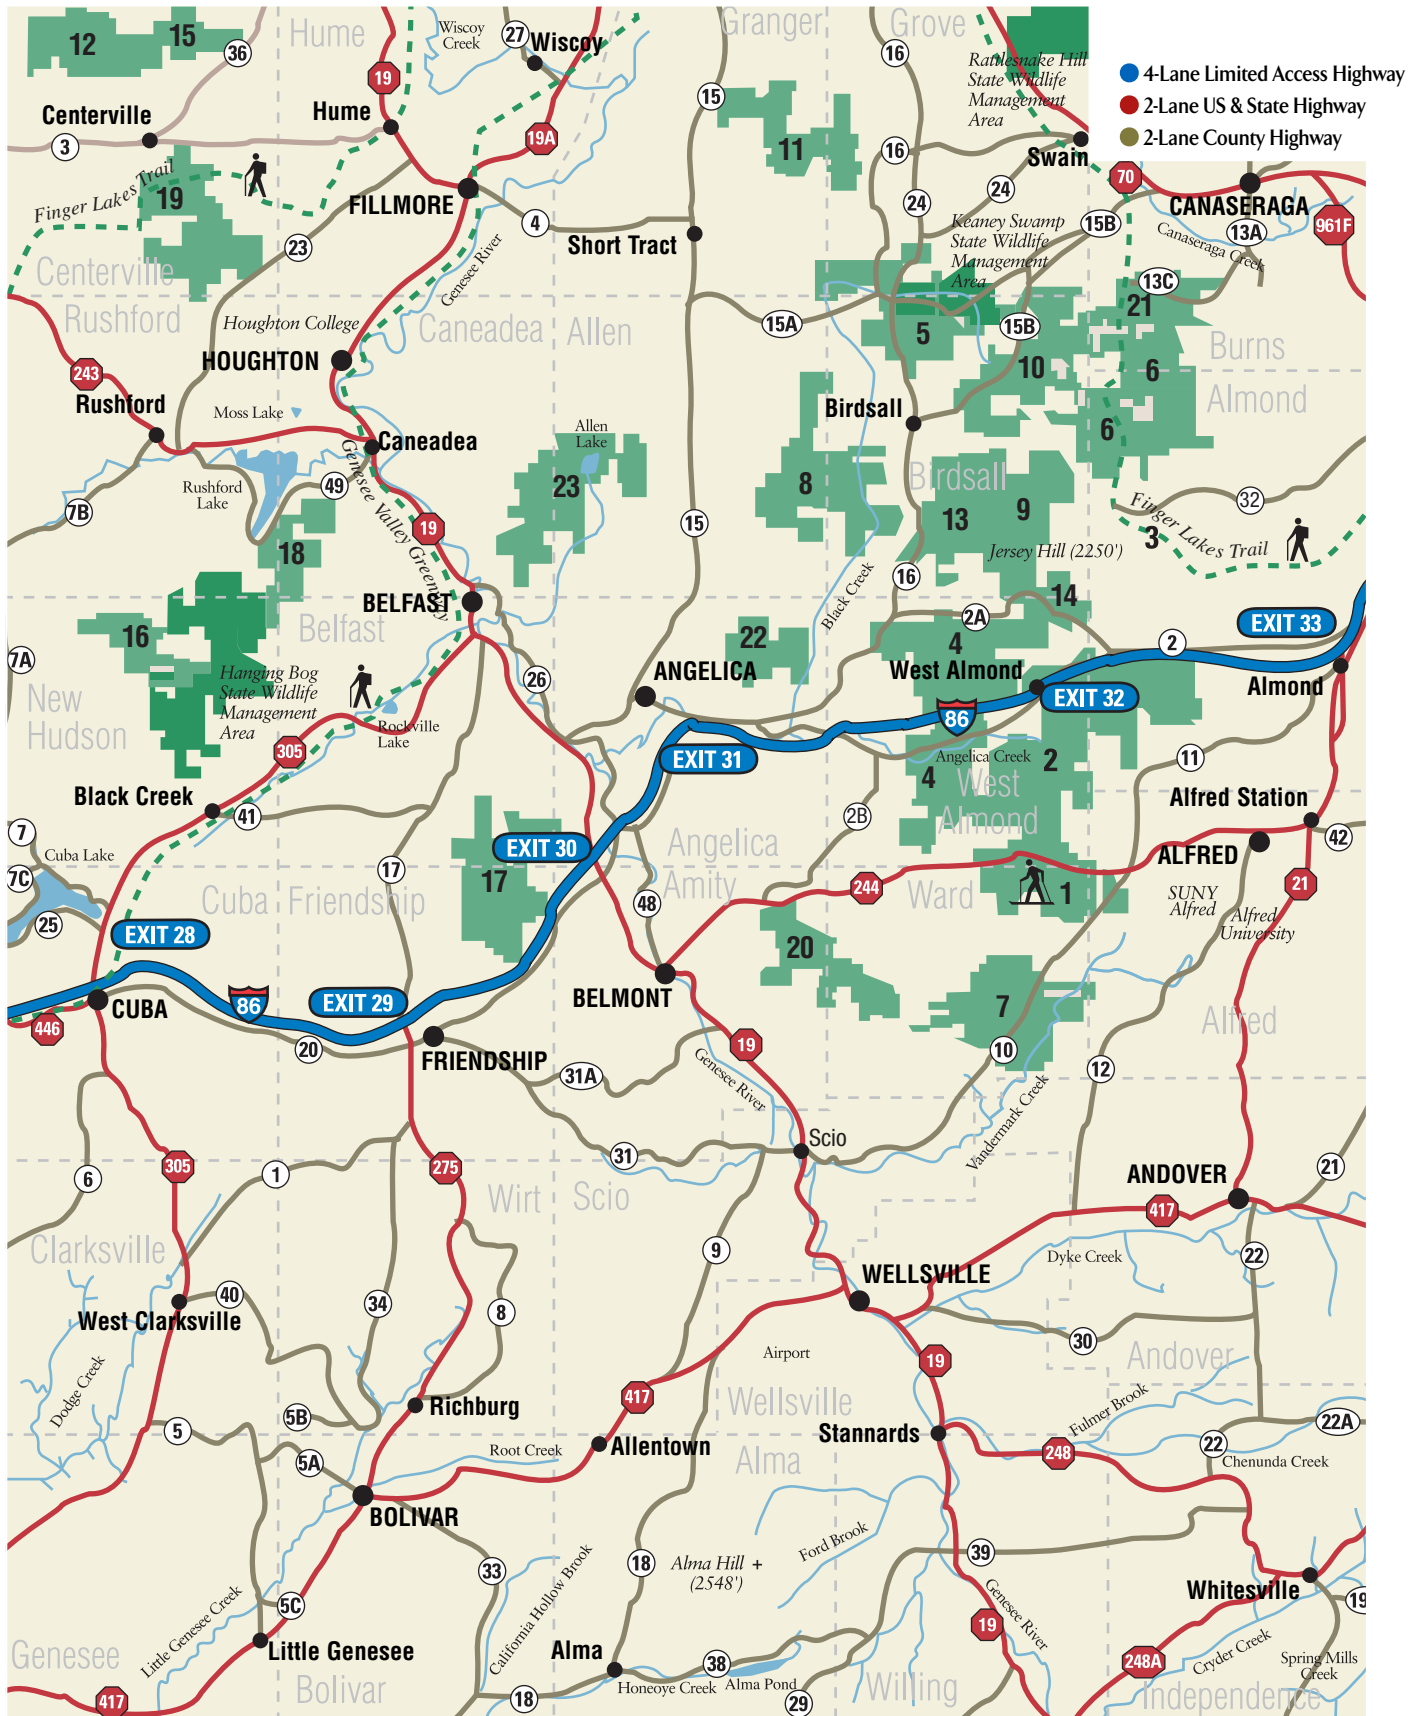 12
15
36
Hume
19
Wiscoy
Creek
27
Wiscoy
Granger
Grove
16
Rattlesnake Hill
State Wildlife
Management
Area
4-Lane Limited Access Highway
2-Lane US & State Highway
2-Lane County Highway
Centerville
3
Hume
19A
15
11
16
Swain
70
CANASERAGA
961F
Finger Lakes Trail
19
FILLMORE
4
Short Tract
24
24
Keaney Swamp
State Wildlife
Management
Area
15B
13A
Canaseraga Creek
13C
23
Centerville
Genesee River
Rushford
Houghton College
Caneadea
Allen
15A
5
15B
21
10
6
Burns
HOUGHTON
243
Rushford
Moss Lake
Caneadea
Allen
Lake
Birdsall
6
Almond
Rushford
Lake
49
23
8
Birdsall
9
13
32
7B
19
Genesee Valley Greenway
15
Jersey Hill (2250')
3
Finger Lakes Trail
18
16
Black Creek
14
BELFAST
Belfast
16
22
2A
4
2
EXIT 33
7A
Hanging Bog
State Wildlife
Management
Area
26
ANGELICA
West Almond
EXIT 32
Almond
New
Hudson
305
Rockville
Lake
86
EXIT 31
Angelica Creek
2
4
West
Almond
11
Black Creek
41
2B
Alfred Station
7
Cuba Lake
EXIT 30
Angelica
ALFRED
42
7C
17
17
Amity
244
Ward
1
SUNY
Alfred
21
Cuba
Friendship
48
25
EXIT 28
20
Alfred
University
BELMONT
CUBA
86
EXIT 29
7
Alfred
446
20
FRIENDSHIP
31A
19
Genesee River
10
12
Vandermark Creek
Scio
6
305
1
275
31
Wirt
Scio
ANDOVER
21
417
Clarksville
9
Dyke Creek
22
WELLSVILLE
40
West Clarksville
34
8
Airport
19
30
Andover
Dodge Creek
417
Wellsville
5
5B
Richburg
Fulmer Brook
22A
Root Creek
Allentown
Stannards
248
22
Chenunda Creek
5A
Alma
BOLIVAR
Ford Brook
39
33
18
Alma Hill +
(2548')
Whitesville
5C
Little Genesee Creek
California Hollow Brook
Genesee River
19
19
Genesee
Little Genesee
Alma
38
248A
Cryder Creek
Spring Mills
Creek
417
Bolivar
18
Honeoye Creek
Alma Pond
29
Willing
Independence